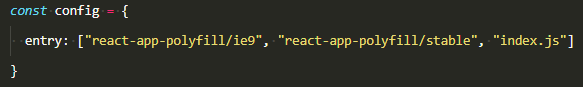 const config = {
entry: ["react-app-polyfill/ie9", "react-app-polyfill/stable", "index.js"]
}